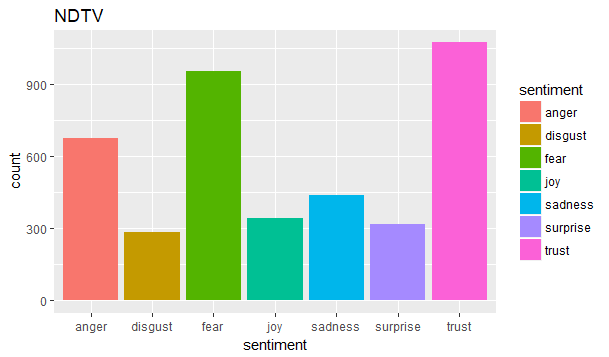 NDTV
count
900
600
300
0
anger disgust fear joy sadness surprise trust
sentiment
sentiment
anger
disgust
fear
joy
sadness
surprise
trust